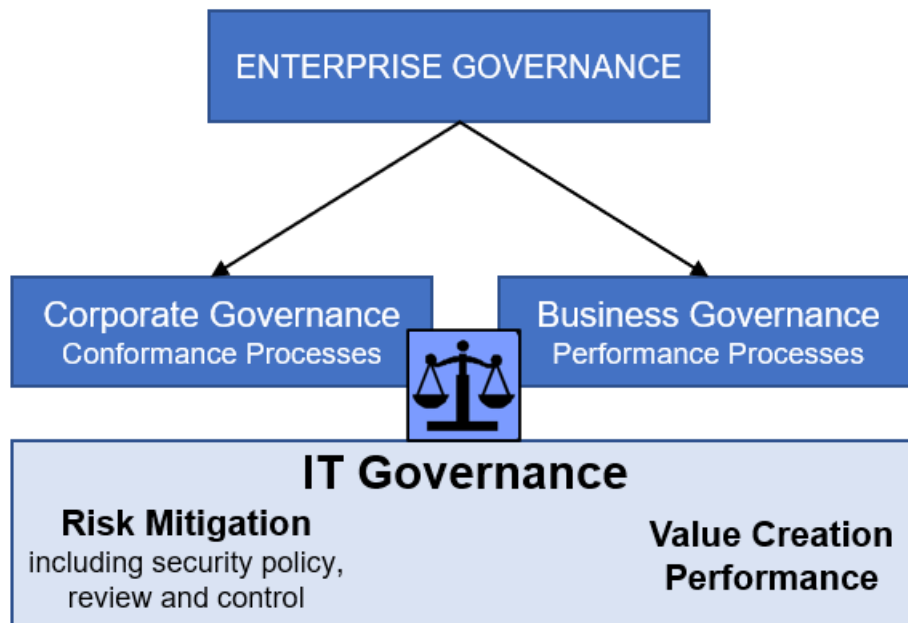 ENTERPRISE GOVERNANCE
Corporate Governance
Conformance Processes
Business Governance
Performance Processes
IT Governance
Risk Mitigation
including security policy,
review and control
Value Creation
Performance